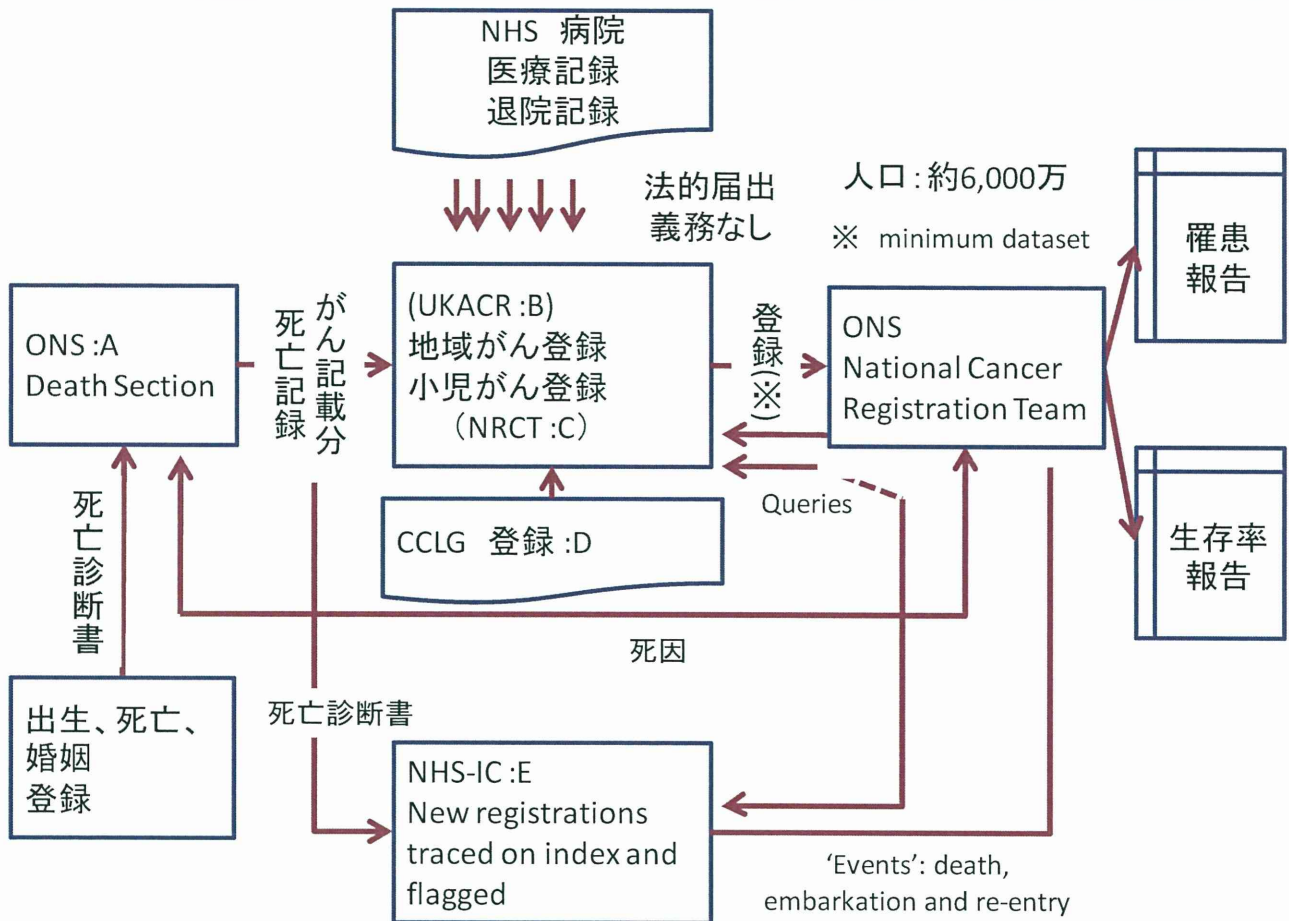 NHS 病院
医療記録
退院記録
法的届出
義務なし
人口:約6,000万
※ minimum dataset
罹患
報告
ONS :A
Death Section
がん記載分
死亡記録
(UKACR :B)
地域がん登録
小児がん登録
(NRCT :C)
登録(※)
ONS
National Cancer
Registration Team
Queries
CCLG 登録 :D
生存率
報告
死亡診断書
死因
出生、死亡、
婚姻
登録
死亡診断書
NHS-IC :E
New registrations
traced on index and
flagged
‘Events’: death,
embarkation and re-entry